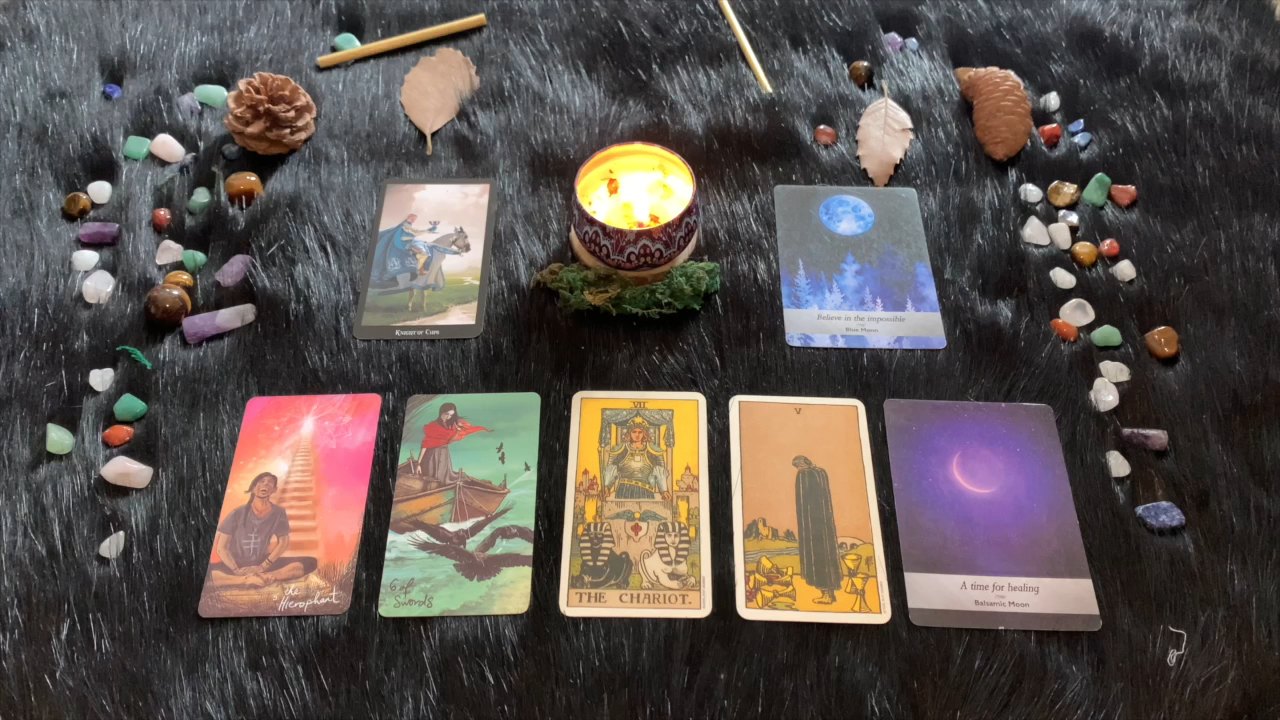 Knight of Cups
Believe in the impossible
Blue Moon
5 the
Hierophant
6 of
Swords
VII
THE CHARIOT.
V
A time for healing
Balsamic Moon